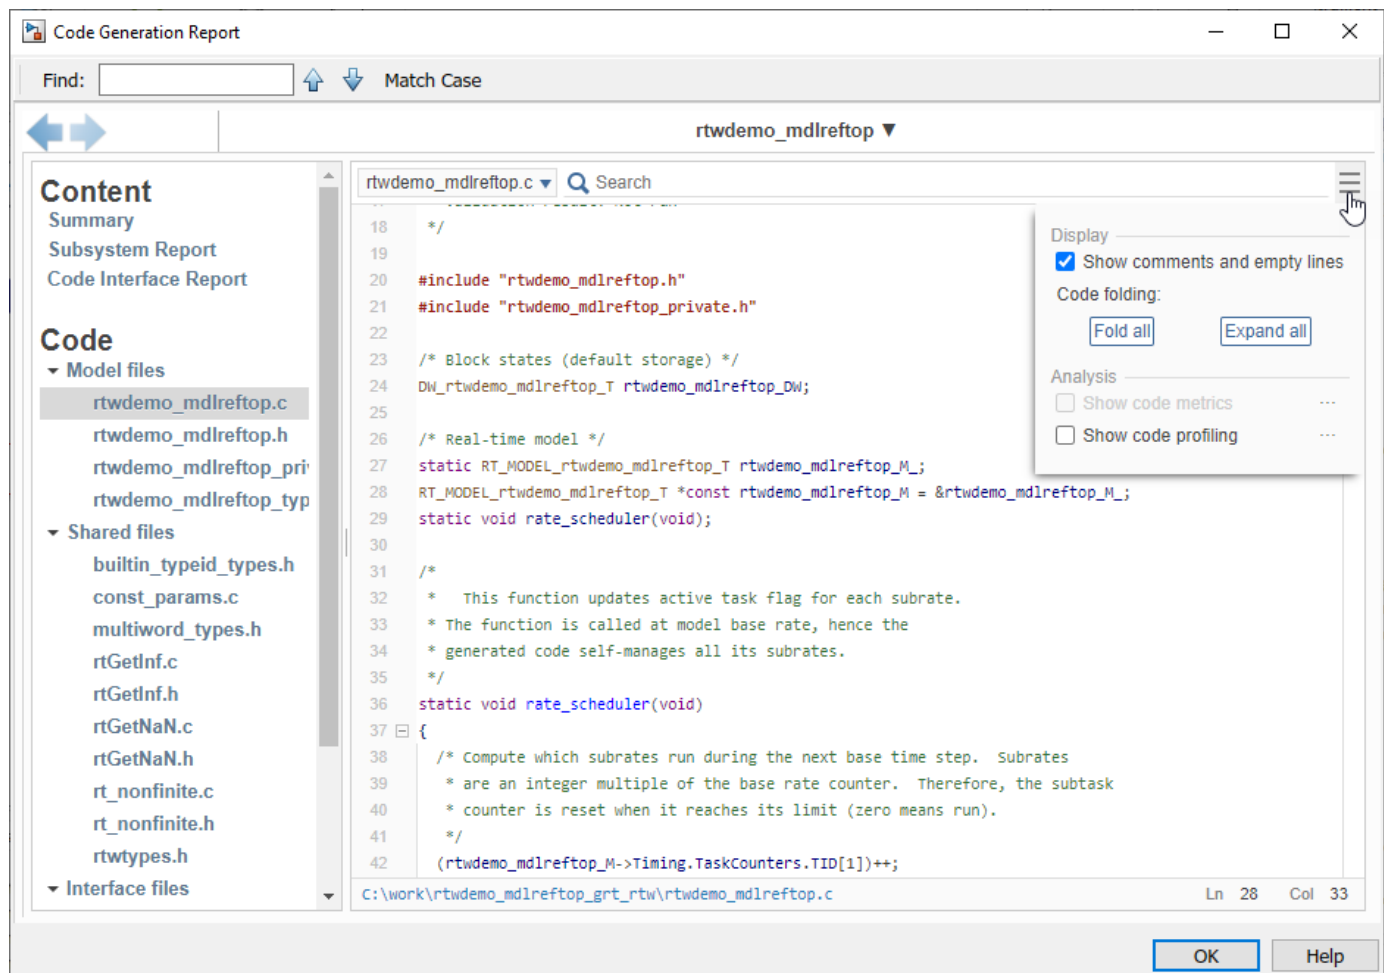 Code Generation Report
Find:
Match Case
rtwdemo_mdlreftop ▼
Content
Summary
Subsystem Report
Code Interface Report
Code
Model files
rtwdemo_mdlreftop.c
rtwdemo_mdlreftop.h
rtwdemo_mdlreftop_pri
rtwdemo_mdlreftop_typ
Shared files
builtin_typeid_types.h
const_params.c
multiword_types.h
rtGetInf.c
rtGetInf.h
rtGetNaN.c
rtGetNaN.h
rt_nonfinite.c
rt_nonfinite.h
rtwtypes.h
Interface files
rtwdemo_mdlreftop.c ▼ Search
18 */
19
20 #include "rtwdemo_mdlreftop.h"
21 #include "rtwdemo_mdlreftop_private.h"
22
23 /* Block states (default storage) */
24 DW_rtwdemo_mdlreftop_T rtwdemo_mdlreftop_DW;
25
26 /* Real-time model */
27 static RT_MODEL_rtwdemo_mdlreftop_T rtwdemo_mdlreftop_M_;
28 RT_MODEL_rtwdemo_mdlreftop_T *const rtwdemo_mdlreftop_M = &rtwdemo_mdlreftop_M_;
29 static void rate_scheduler(void);
30
31 /*
32 *   This function updates active task flag for each subrate.
33 * The function is called at model base rate, hence the
34 * generated code self-manages all its subrates.
35 */
36 static void rate_scheduler(void)
37 {
38 /* Compute which subrates run during the next base time step.  Subrates
39 * are an integer multiple of the base rate counter.  Therefore, the subtask
40 * counter is reset when it reaches its limit (zero means run).
41 */
42 (rtwdemo_mdlreftop_M->Timing.TaskCounters.TID[1])++;
Display
Show comments and empty lines
Code folding:
Fold all Expand all
Analysis
Show code metrics ...
Show code profiling ...
C:\work\rtwdemo_mdlreftop_grt_rtw\rtwdemo_mdlreftop.c Ln 28 Col 33
OK Help